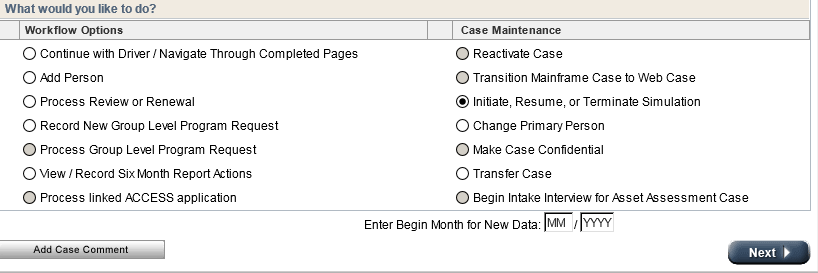 What would you like to do?
Workflow Options Case Maintenance
Continue with Driver / Navigate Through Completed Pages Reactivate Case
Add Person Transition Mainframe Case to Web Case
Process Review or Renewal Initiate, Resume, or Terminate Simulation
Record New Group Level Program Request Change Primary Person
Process Group Level Program Request Make Case Confidential
View / Record Six Month Report Actions Transfer Case
Process linked ACCESS application Begin Intake Interview for Asset Assessment Case
Enter Begin Month for New Data: MM / YYYY
Add Case Comment Next